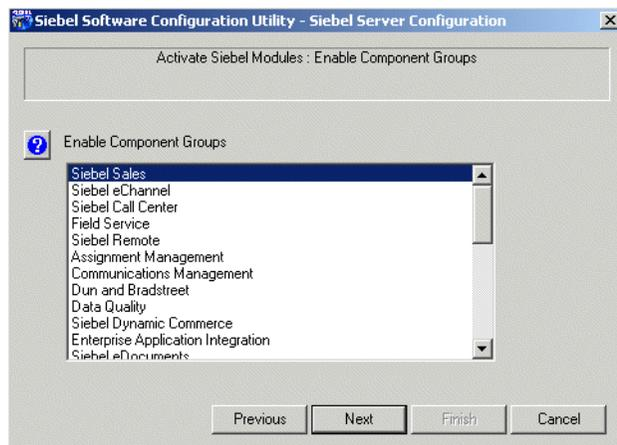 Siebel Software Configuration Utility - Siebel Server Configuration
Activate Siebel Modules : Enable Component Groups
Enable Component Groups
Siebel Sales
Siebel eChannel
Siebel Call Center
Field Service
Siebel Remote
Assignment Management
Communications Management
Dun and Bradstreet
Data Quality
Siebel Dynamic Commerce
Enterprise Application Integration
Siebel eDocuments
Previous
Next
Finish
Cancel